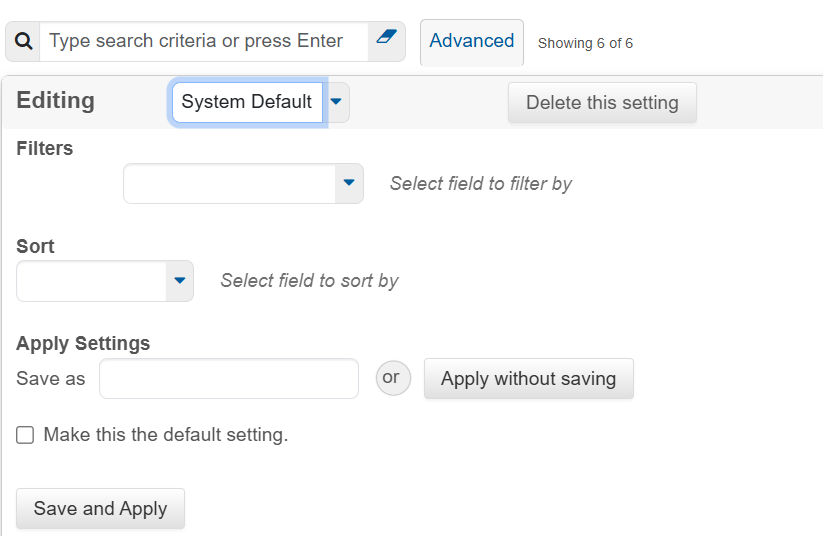 Type search criteria or press Enter Advanced Showing 6 of 6
Editing System Default Delete this setting
Filters
Select field to filter by
Sort
Select field to sort by
Apply Settings
Save as or Apply without saving
Make this the default setting.
Save and Apply